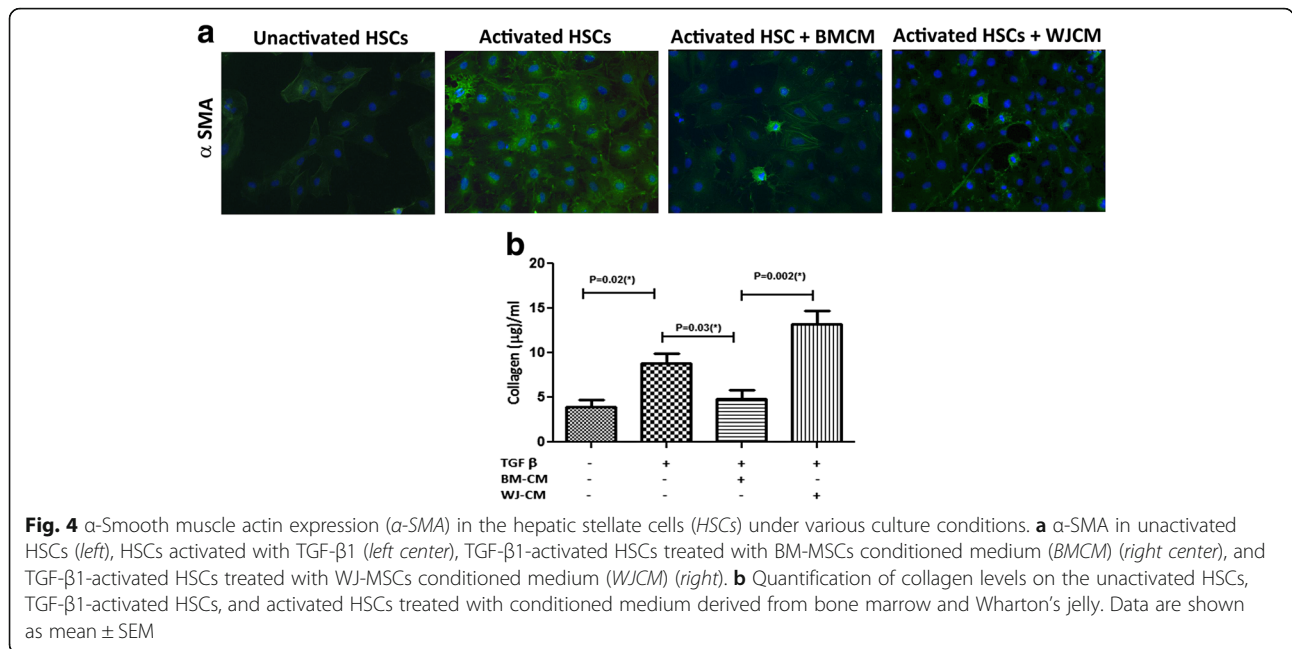 a
Unactivated HSCs
Activated HSCs
Activated HSC + BMCM
Activated HSCs + WJCM
α SMA
b
Collagen (µg)/ml
20
15
10
5
0
P=0.02(*)
P=0.03(*)
P=0.002(*)
TGF β - + + +
BM-CM - - + -
WJ-CM - - - +
Fig. 4 α-Smooth muscle actin expression (α-SMA) in the hepatic stellate cells (HSCs) under various culture conditions. a α-SMA in unactivated
HSCs (left), HSCs activated with TGF-β1 (left center), TGF-β1-activated HSCs treated with BM-MSCs conditioned medium (BMCM) (right center), and
TGF-β1-activated HSCs treated with WJ-MSCs conditioned medium (WJCM) (right). b Quantification of collagen levels on the unactivated HSCs,
TGF-β1-activated HSCs, and activated HSCs treated with conditioned medium derived from bone marrow and Wharton's jelly. Data are shown
as mean ± SEM